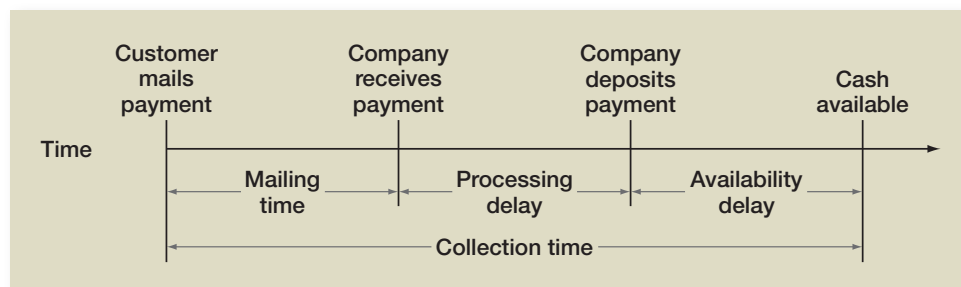 Customer
mails
payment
Company
receives
payment
Company
deposits
payment
Cash
available
Time
Mailing
time
Processing
delay
Availability
delay
Collection time